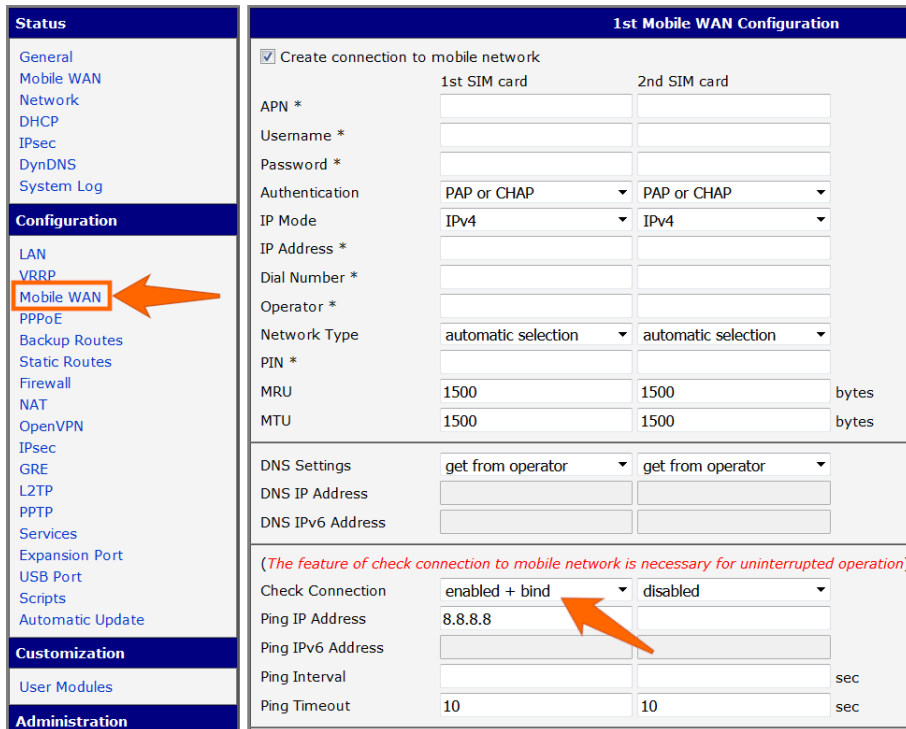 Status
General
Mobile WAN
Network
DHCP
IPsec
DynDNS
System Log
Configuration
LAN
VRRP
Mobile WAN
PPPoE
Backup Routes
Static Routes
Firewall
NAT
OpenVPN
IPsec
GRE
L2TP
PPTP
Services
Expansion Port
USB Port
Scripts
Automatic Update
Customization
User Modules
Administration
1st Mobile WAN Configuration
Create connection to mobile network
1st SIM card 2nd SIM card
APN *
Username *
Password *
Authentication PAP or CHAP PAP or CHAP
IP Mode IPv4 IPv4
IP Address *
Dial Number *
Operator *
Network Type automatic selection automatic selection
PIN *
MRU 1500 1500 bytes
MTU 1500 1500 bytes
DNS Settings get from operator get from operator
DNS IP Address
DNS IPv6 Address
(The feature of check connection to mobile network is necessary for uninterrupted operation)
Check Connection enabled + bind disabled
Ping IP Address 8.8.8.8
Ping IPv6 Address
Ping Interval sec
Ping Timeout 10 10 sec